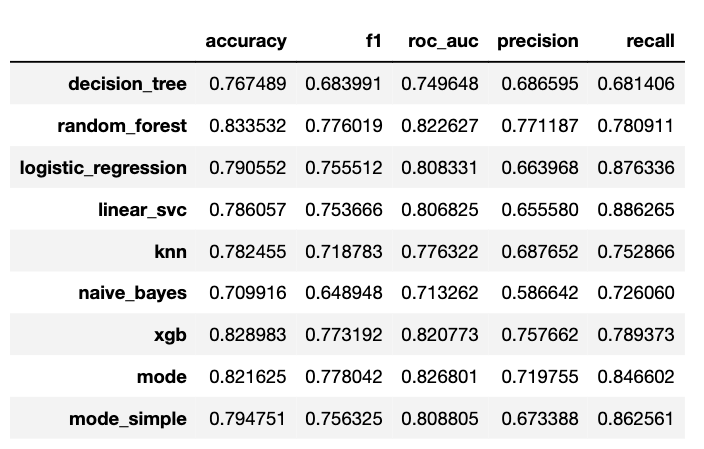 accuracy f1 roc_auc precision recall
decision_tree 0.767489 0.683991 0.749648 0.686595 0.681406
random_forest 0.833532 0.776019 0.822627 0.771187 0.780911
logistic_regression 0.790552 0.755512 0.808331 0.663968 0.876336
linear_svc 0.786057 0.753666 0.806825 0.655580 0.886265
knn 0.782455 0.718783 0.776322 0.687652 0.752866
naive_bayes 0.709916 0.648948 0.713262 0.586642 0.726060
xgb 0.828983 0.773192 0.820773 0.757662 0.789373
mode 0.821625 0.778042 0.826801 0.719755 0.846602
mode_simple 0.794751 0.756325 0.808805 0.673388 0.862561